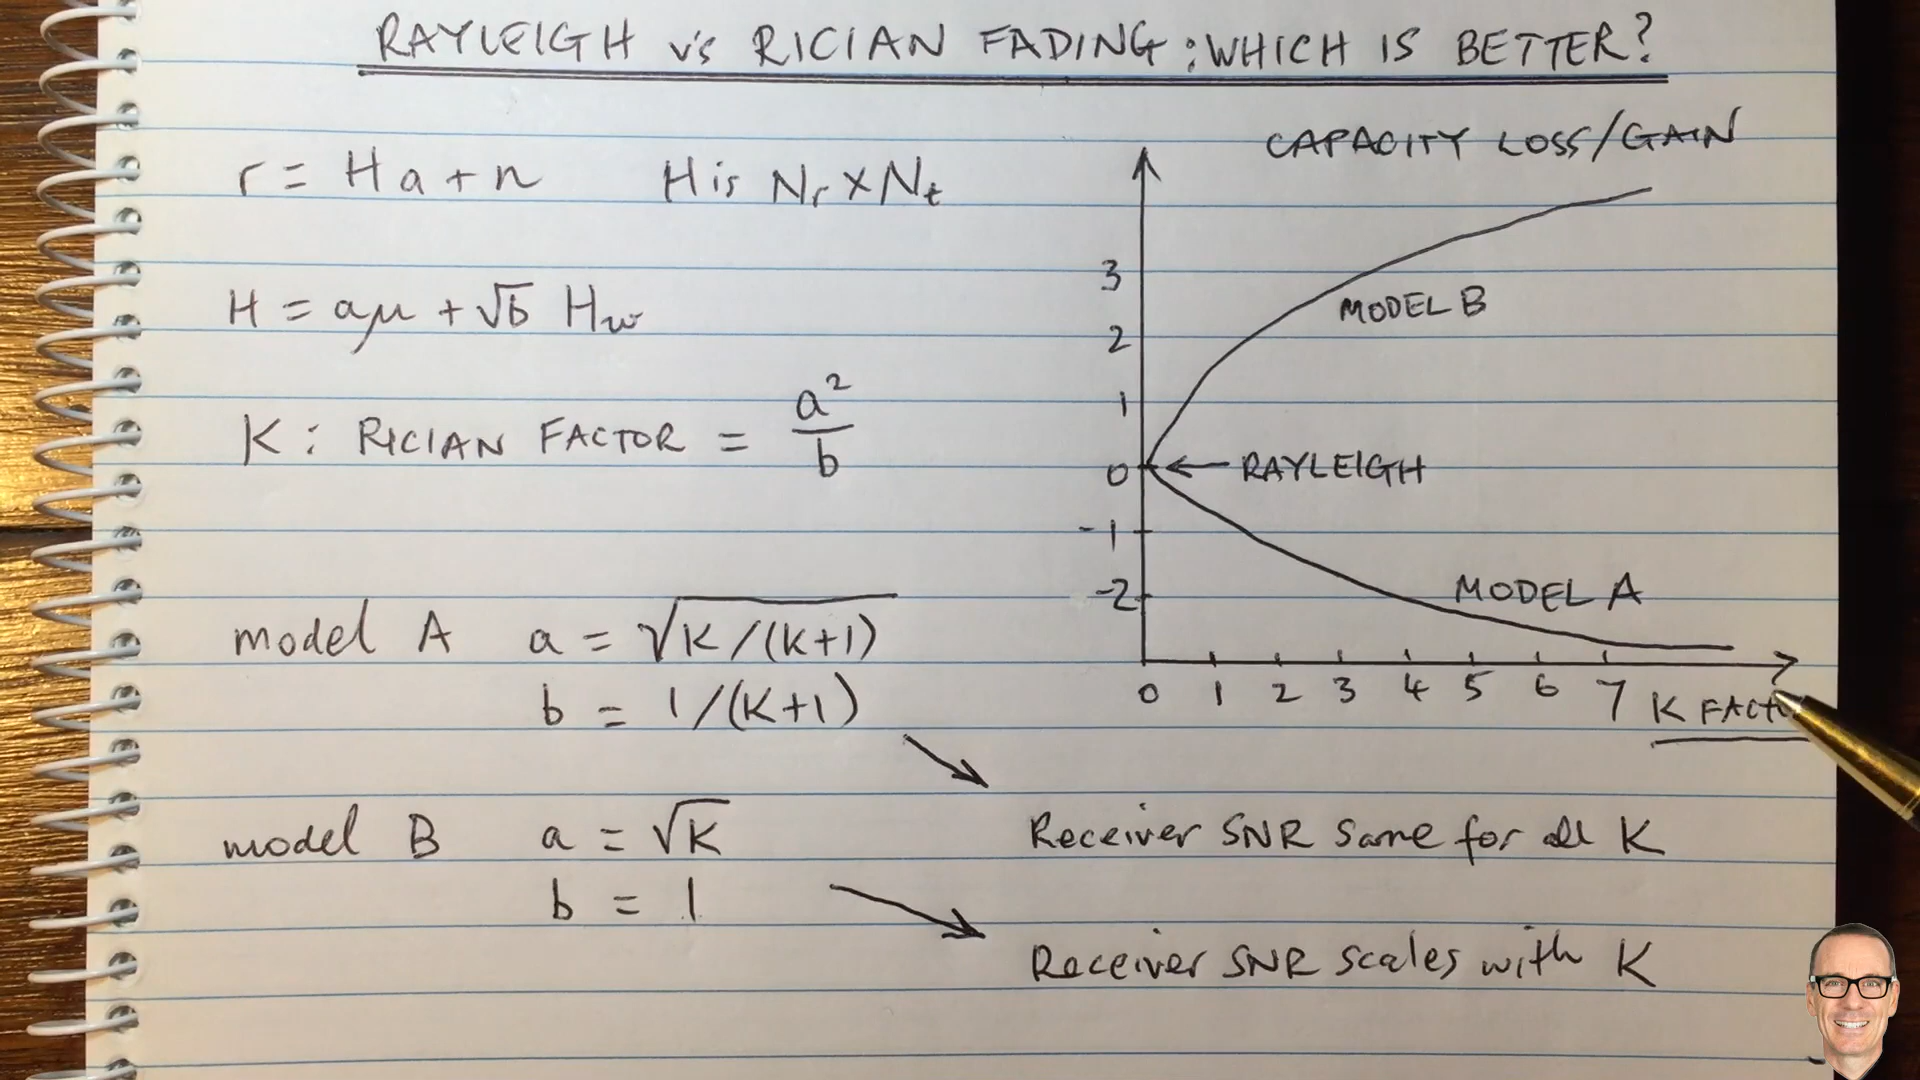 RAYLEIGH v's RICIAN FADING : WHICH IS BETTER?
r = Ha + n H is Nr × Nt
H = aμ + √b Hw
K : RICIAN FACTOR = a²/b
model A a = √K/(K+1)
b = 1/(K+1)
model B a = √K
b = 1
CAPACITY LOSS/GAIN
3
2
1
0
-1
-2
MODEL B
RAYLEIGH
MODEL A
0 1 2 3 4 5 6 7
K FACT
Receiver SNR same for all K
Receiver SNR scales with K